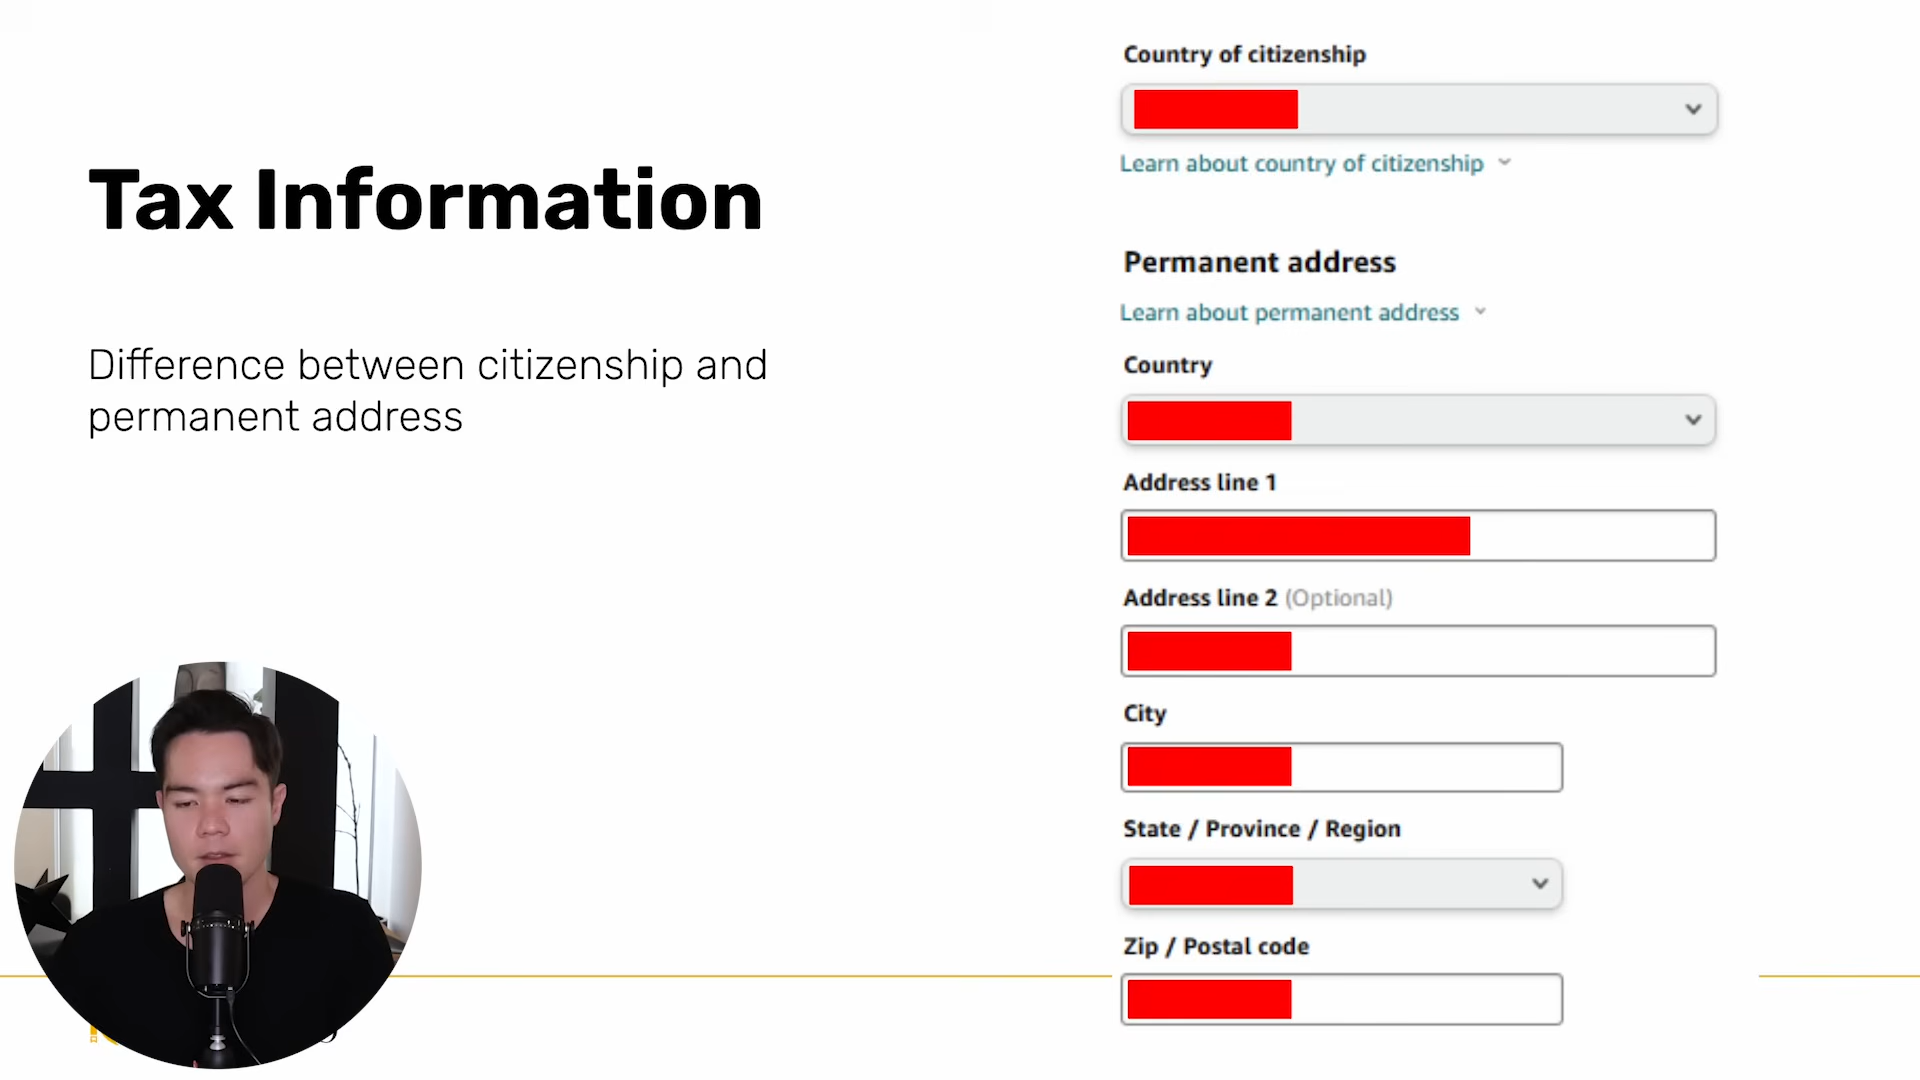 Tax Information
Difference between citizenship and
permanent address
Country of citizenship
Learn about country of citizenship
Permanent address
Learn about permanent address
Country
Address line 1
Address line 2 (Optional)
City
State / Province / Region
Zip / Postal code